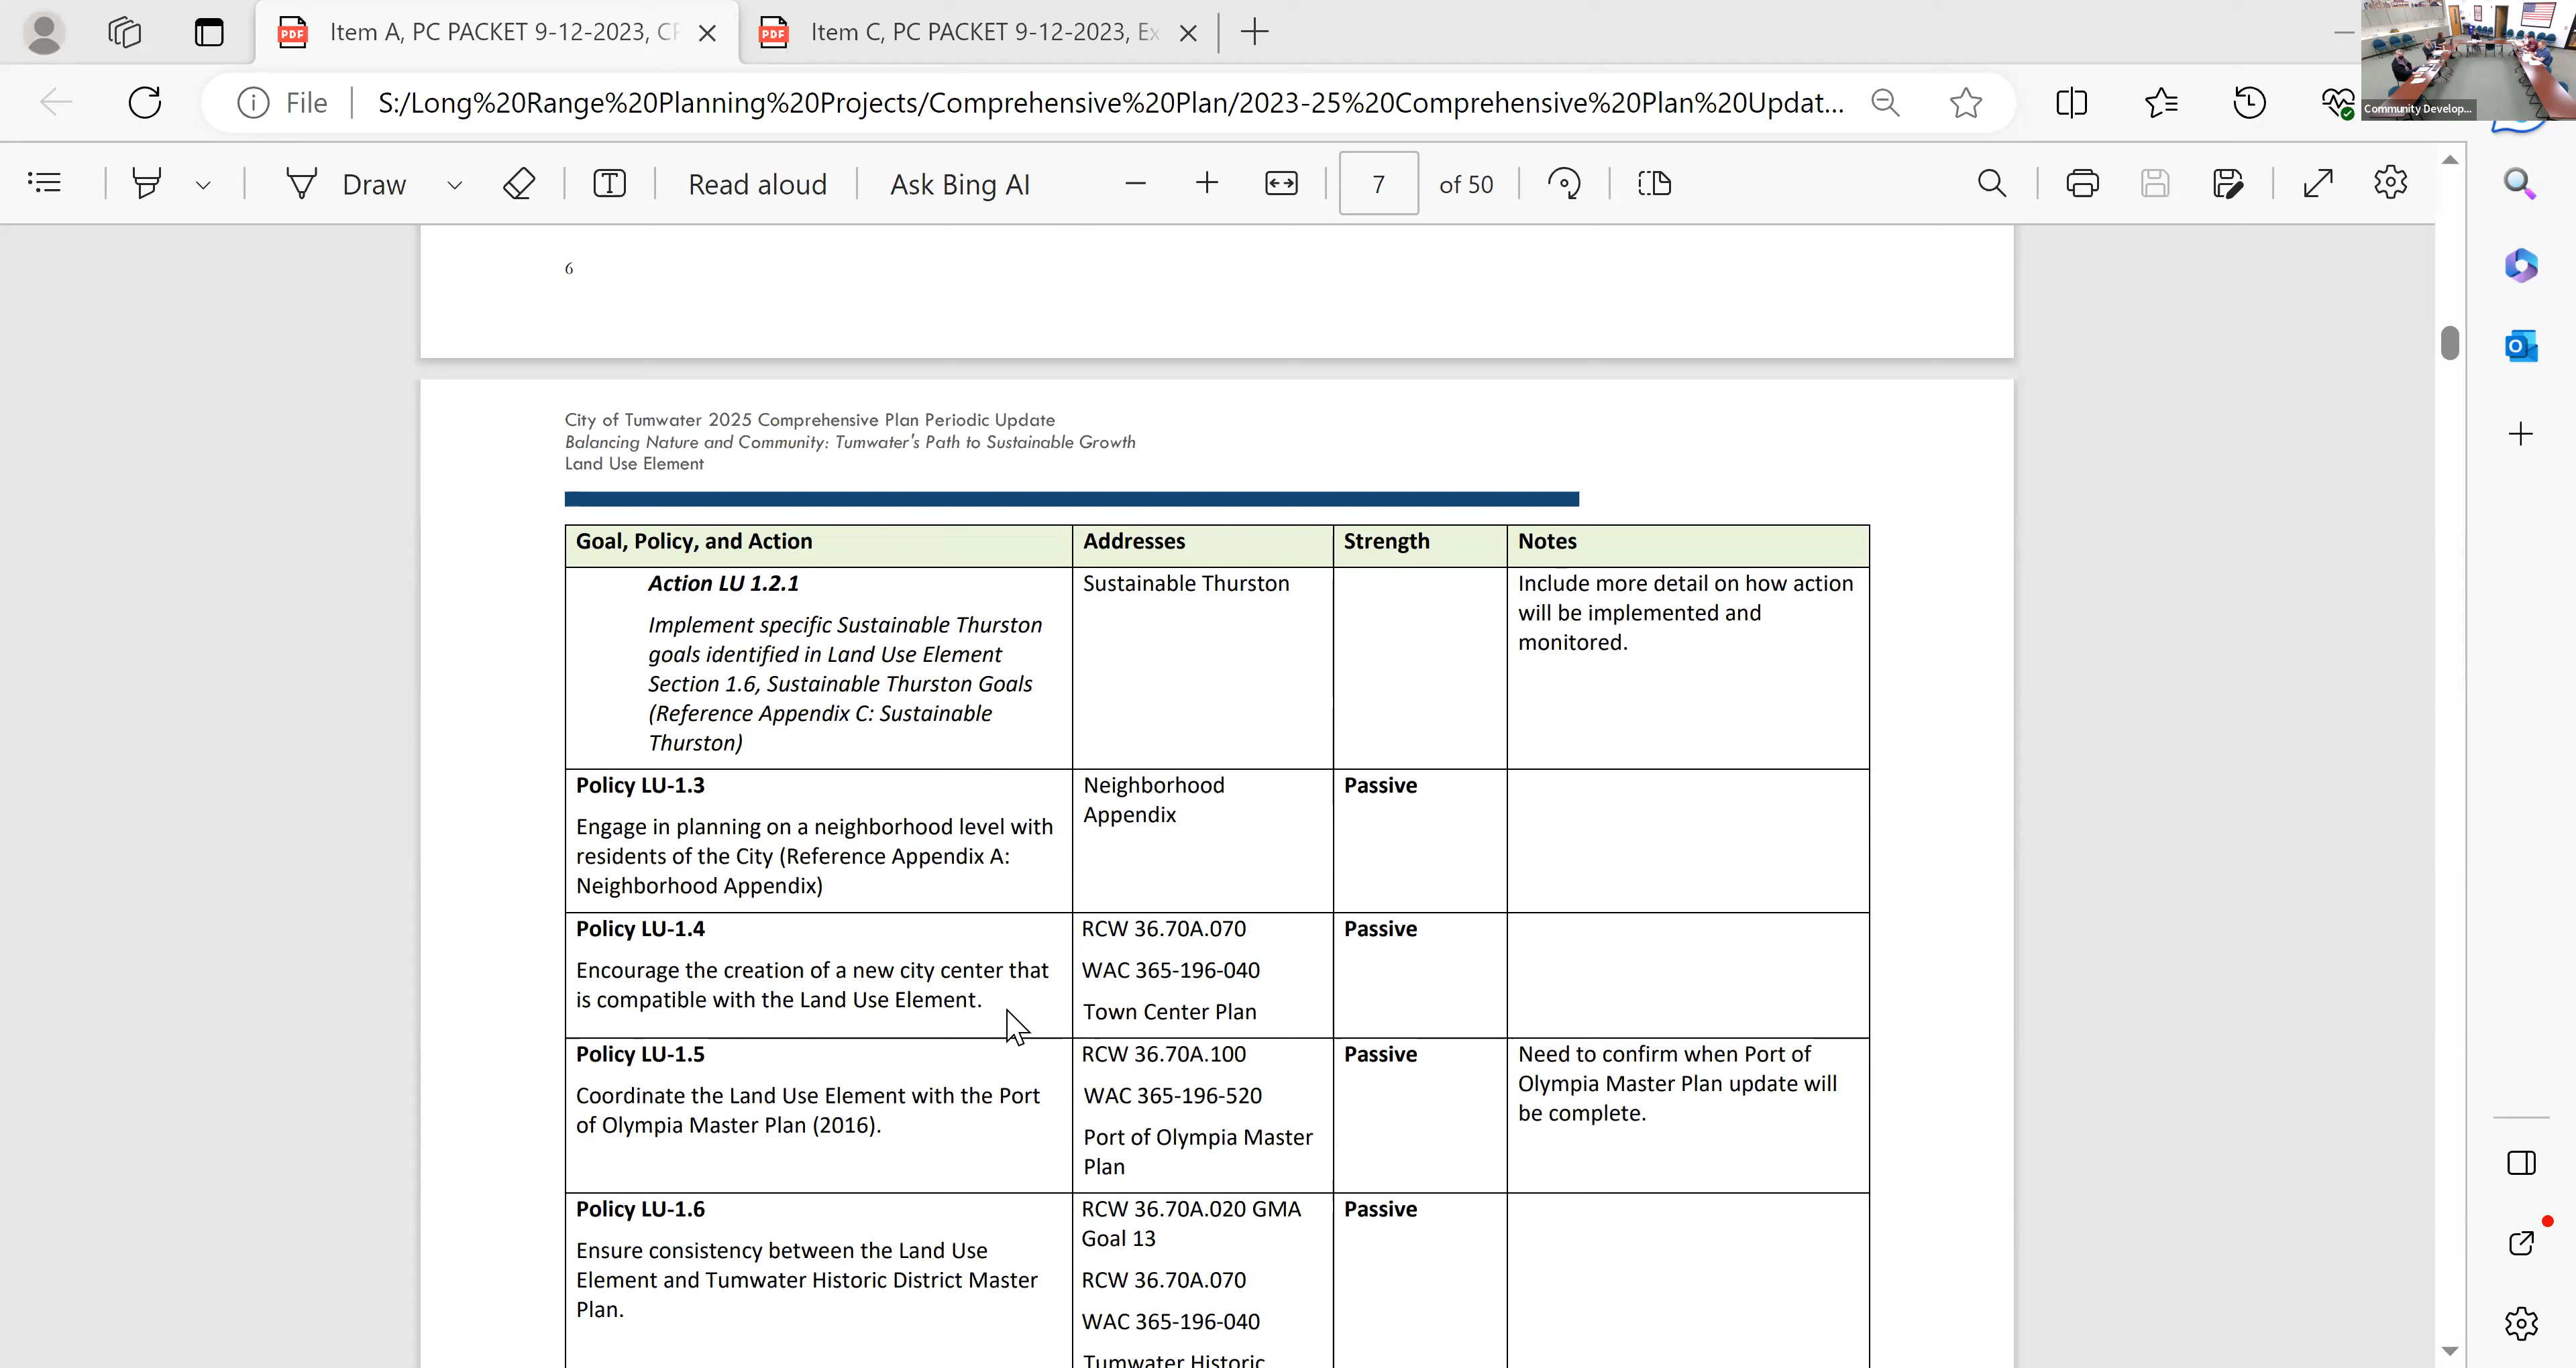 Item A, PC PACKET 9-12-2023, CF
Item C, PC PACKET 9-12-2023, Ex
File
S:/Long%20Range%20Planning%20Projects/Comprehensive%20Plan/2023-25%20Comprehensive%20Plan%20Updat...
Community Develop...
Draw
Read aloud
Ask Bing AI
7
of 50
6
City of Tumwater 2025 Comprehensive Plan Periodic Update
Balancing Nature and Community: Tumwater's Path to Sustainable Growth
Land Use Element
Goal, Policy, and Action
Addresses
Strength
Notes
Action LU 1.2.1
Implement specific Sustainable Thurston
goals identified in Land Use Element
Section 1.6, Sustainable Thurston Goals
(Reference Appendix C: Sustainable
Thurston)
Sustainable Thurston
Include more detail on how action
will be implemented and
monitored.
Policy LU-1.3
Engage in planning on a neighborhood level with
residents of the City (Reference Appendix A:
Neighborhood Appendix)
Neighborhood
Appendix
Passive
Policy LU-1.4
Encourage the creation of a new city center that
is compatible with the Land Use Element.
RCW 36.70A.070
WAC 365-196-040
Town Center Plan
Passive
Policy LU-1.5
Coordinate the Land Use Element with the Port
of Olympia Master Plan (2016).
RCW 36.70A.100
WAC 365-196-520
Port of Olympia Master
Plan
Passive
Need to confirm when Port of
Olympia Master Plan update will
be complete.
Policy LU-1.6
Ensure consistency between the Land Use
Element and Tumwater Historic District Master
Plan.
RCW 36.70A.020 GMA
Goal 13
RCW 36.70A.070
WAC 365-196-040
Tumwater Historic
Passive